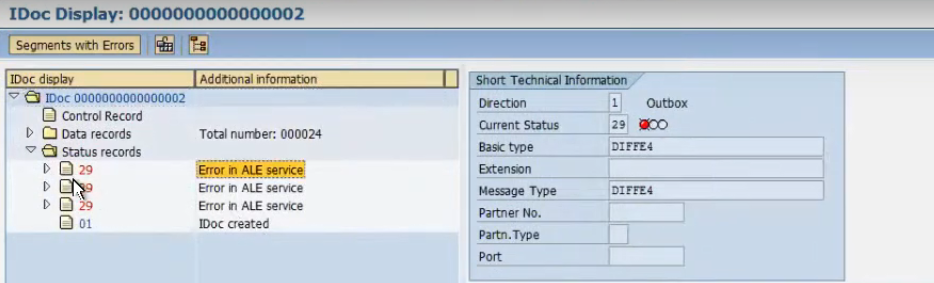 IDoc Display: 0000000000000002
Segments with Errors
IDoc display Additional information
IDoc 0000000000000002
Control Record
Data records Total number: 000024
Status records
29 Error in ALE service
Error in ALE service
29 Error in ALE service
01 IDoc created
Short Technical Information
Direction 1 Outbox
Current Status 29
Basic type DIFFE4
Extension
Message Type DIFFE4
Partner No.
Partn.Type
Port